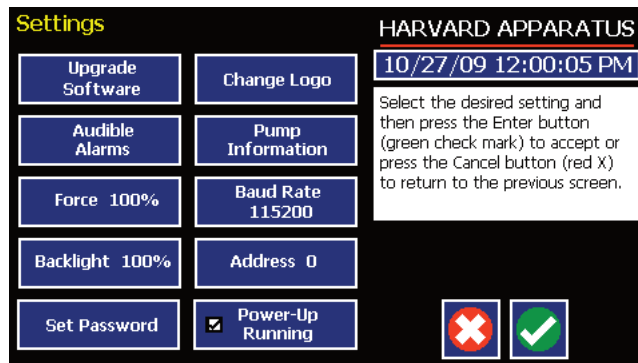 Settings
HARVARD APPARATUS
10/27/09 12:00:05 PM
Upgrade
Software
Change Logo
Audible
Alarms
Pump
Information
Force 100%
Baud Rate
115200
Backlight 100%
Address 0
Set Password
Power-Up
Running
Select the desired setting and
then press the Enter button
(green check mark) to accept or
press the Cancel button (red X)
to return to the previous screen.